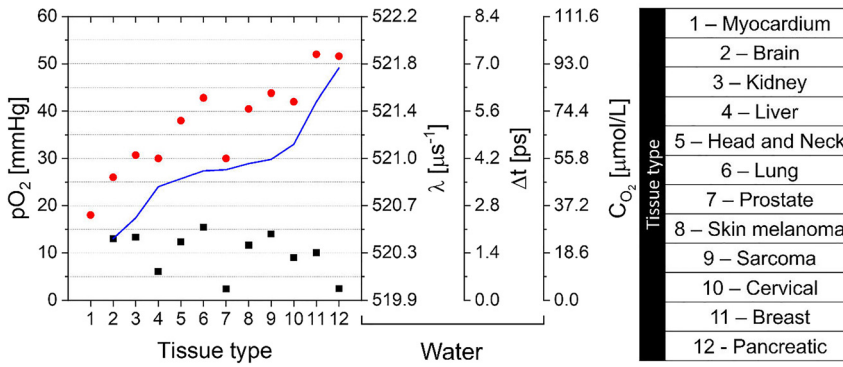 60
50
40
30
20
10
0
pO2 [mmHg]
1 2 3 4 5 6 7 8 9 10 11 12
Tissue type
522.2
521.8
521.4
521.0
520.7
520.3
519.9
λ [μs⁻¹]
8.4
7.0
5.6
4.2
2.8
1.4
0.0
Δt [ps]
111.6
93.0
74.4
55.8
37.2
18.6
0.0
CO2 [μmol/L]
Water
Tissue type
1 – Myocardium
2 – Brain
3 – Kidney
4 – Liver
5 – Head and Neck
6 – Lung
7 – Prostate
8 – Skin melanoma
9 – Sarcoma
10 – Cervical
11 – Breast
12 - Pancreatic